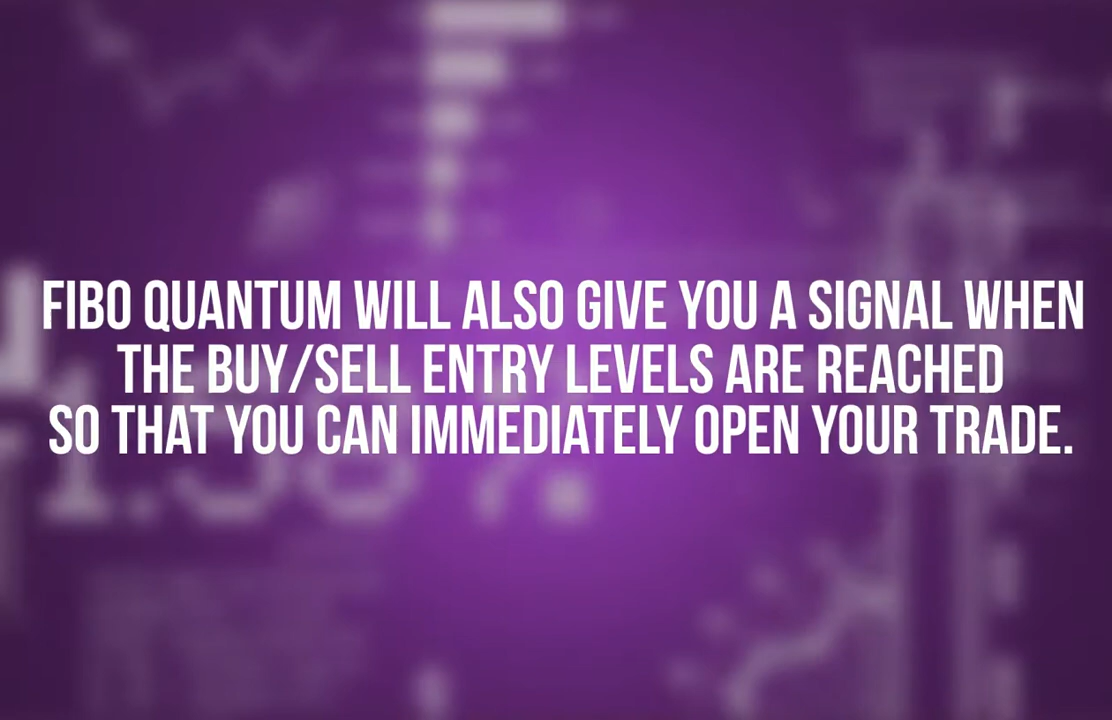 FIBO QUANTUM WILL ALSO GIVE YOU A SIGNAL WHEN
THE BUY/SELL ENTRY LEVELS ARE REACHED
SO THAT YOU CAN IMMEDIATELY OPEN YOUR TRADE.